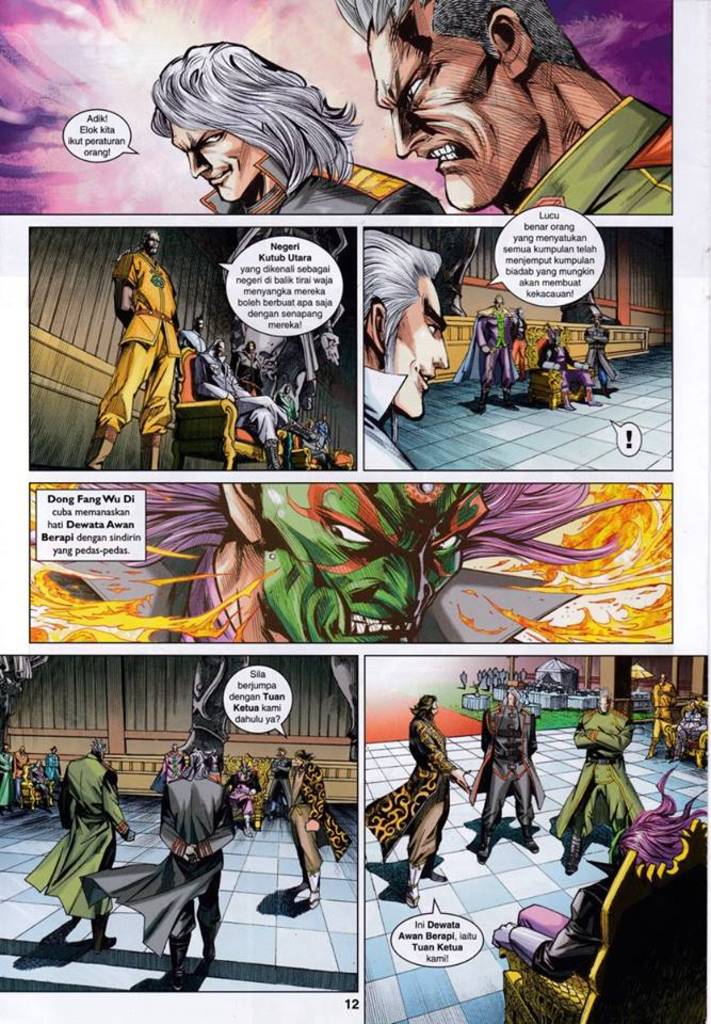 Adik!
Elok kita
ikut peraturan
orang!
Negeri
Kutub Utara
yang dikenali sebagai
negeri di balik tirai waja
menyangka mereka
boleh berbuat apa saja
dengan senapang
mereka!
Lucu
benar orang
yang menyatukan
semua kumpulan telah
menjemput kumpulan
biadab yang mungkin
akan membuat
kekacauan!
!
Dong Fang Wu Di
cuba memanaskan
hati Dewata Awan
Berapi dengan sindirin
yang pedas-pedas.
Sila
berjumpa
dengan Tuan
Ketua kami
dahulu ya?
Ini Dewata
Awan Berapi, iaitu
Tuan Ketua
kami!
12